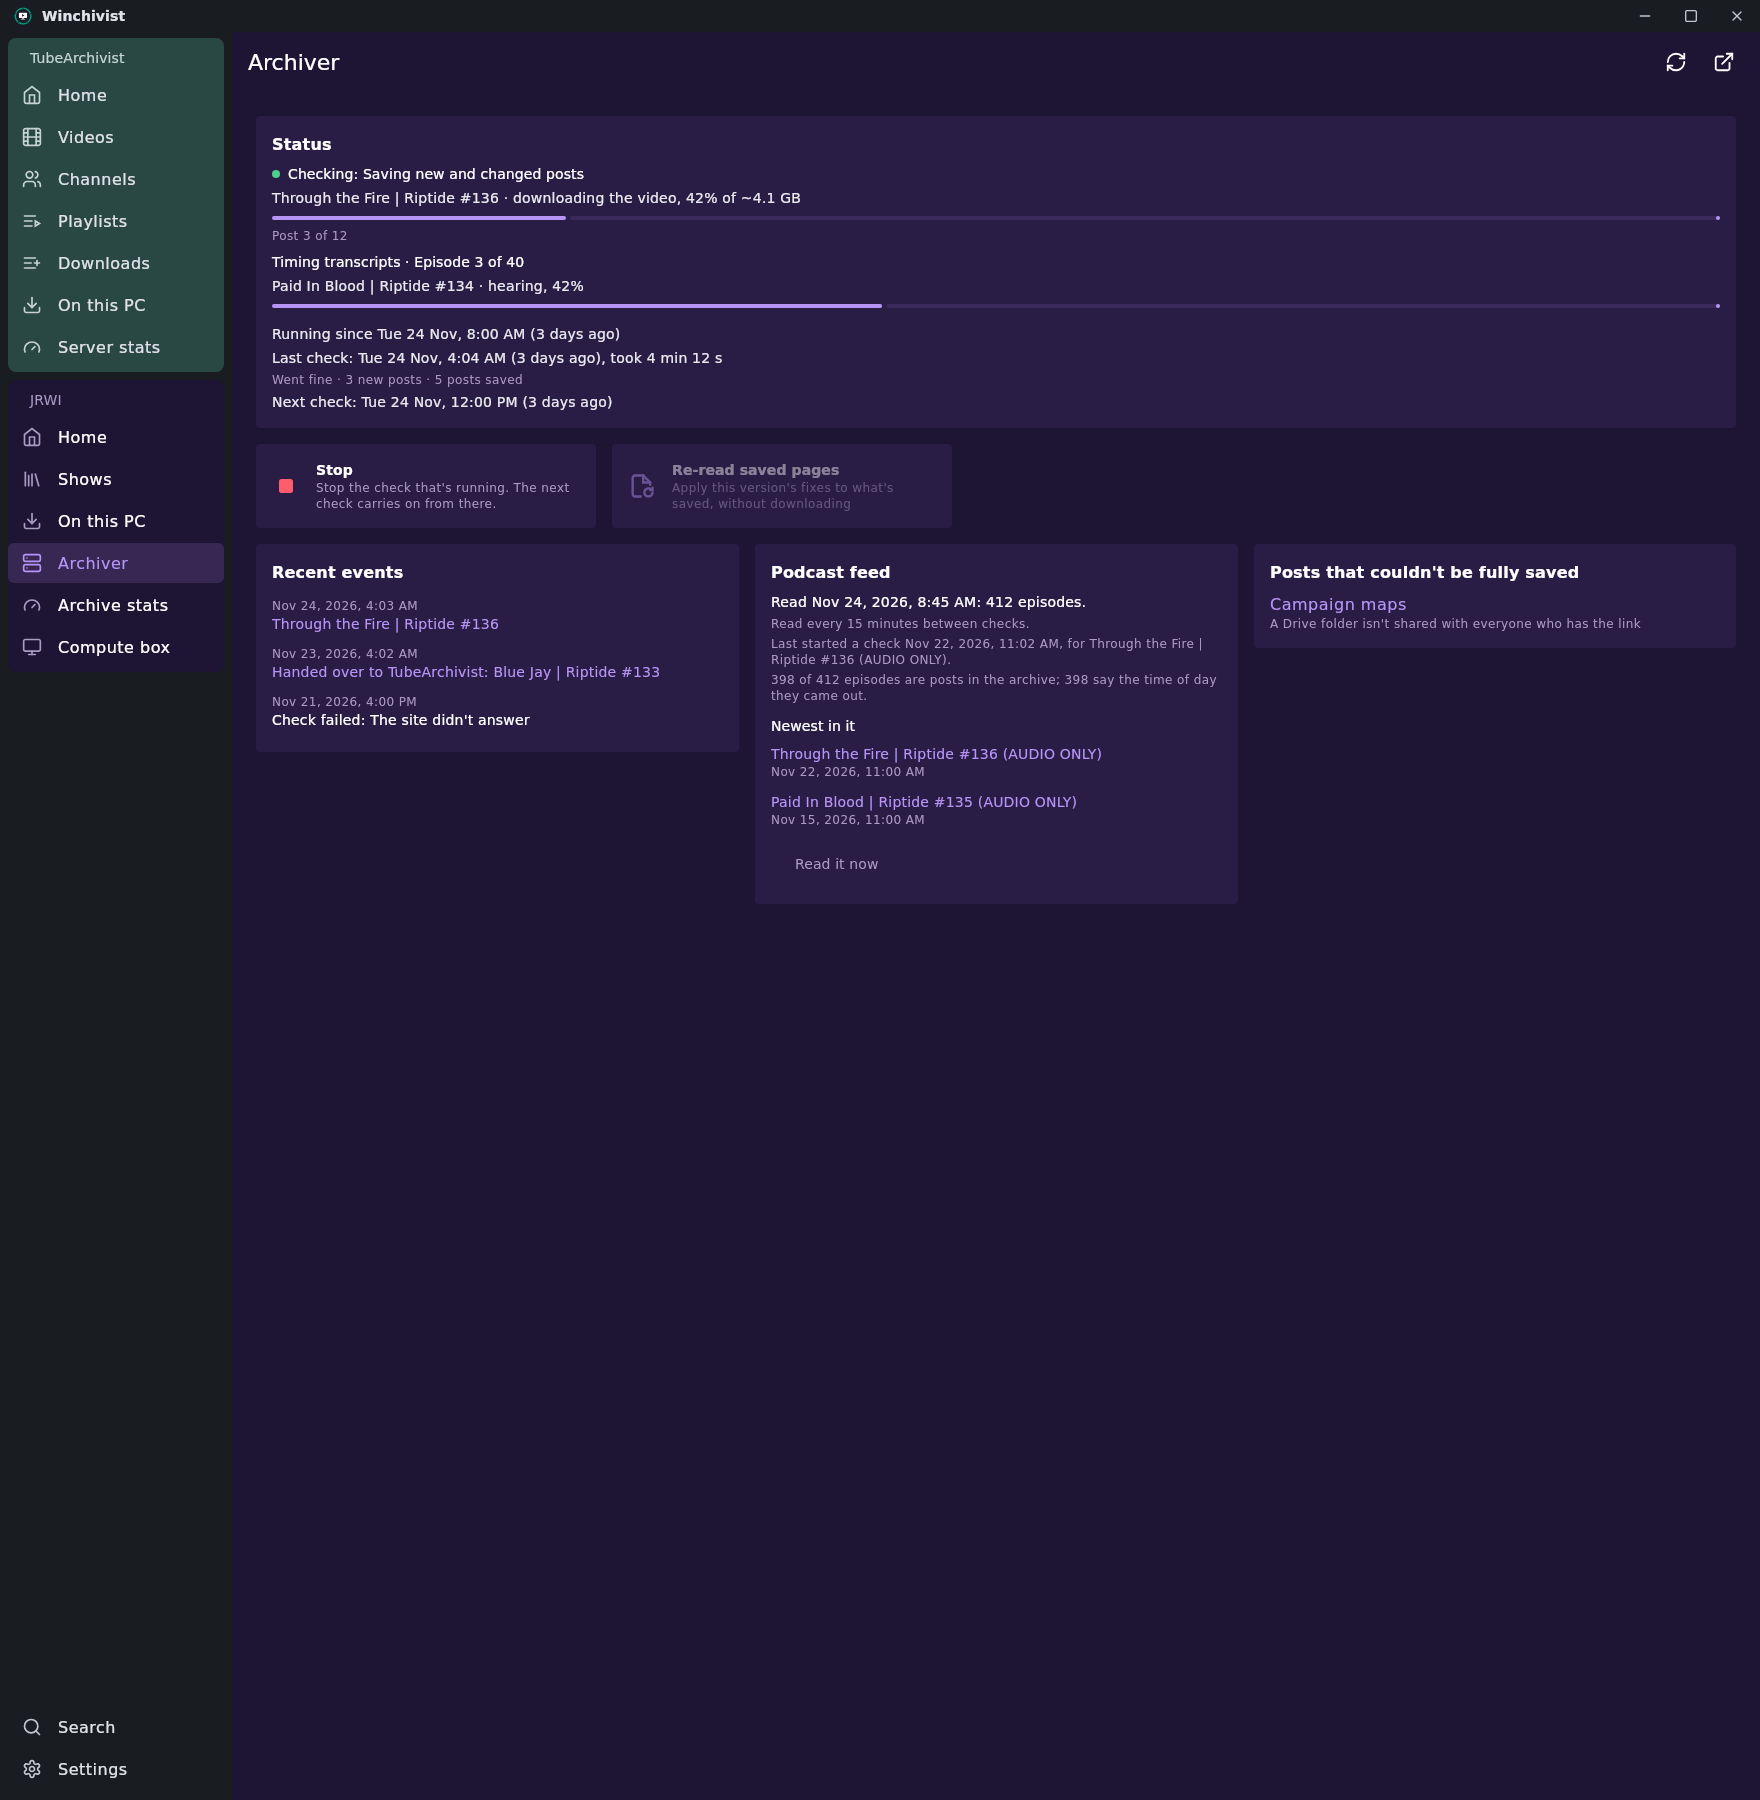 Winchivist
TubeArchivist
Home
Videos
Channels
Playlists
Downloads
On this PC
Server stats
JRWI
Home
Shows
On this PC
Archiver
Archive stats
Compute box
Search
Settings
Archiver
Status
Checking: Saving new and changed posts
Through the Fire | Riptide #136 · downloading the video, 42% of ~4.1 GB
Post 3 of 12
Timing transcripts · Episode 3 of 40
Paid In Blood | Riptide #134 · hearing, 42%
Running since Tue 24 Nov, 8:00 AM (3 days ago)
Last check: Tue 24 Nov, 4:04 AM (3 days ago), took 4 min 12 s
Went fine · 3 new posts · 5 posts saved
Next check: Tue 24 Nov, 12:00 PM (3 days ago)
Stop
Stop the check that's running. The next
check carries on from there.
Re-read saved pages
Apply this version's fixes to what's
saved, without downloading
Recent events
Nov 24, 2026, 4:03 AM
Through the Fire | Riptide #136
Nov 23, 2026, 4:02 AM
Handed over to TubeArchivist: Blue Jay | Riptide #133
Nov 21, 2026, 4:00 PM
Check failed: The site didn't answer
Podcast feed
Read Nov 24, 2026, 8:45 AM: 412 episodes.
Read every 15 minutes between checks.
Last started a check Nov 22, 2026, 11:02 AM, for Through the Fire |
Riptide #136 (AUDIO ONLY).
398 of 412 episodes are posts in the archive; 398 say the time of day
they came out.
Newest in it
Through the Fire | Riptide #136 (AUDIO ONLY)
Nov 22, 2026, 11:00 AM
Paid In Blood | Riptide #135 (AUDIO ONLY)
Nov 15, 2026, 11:00 AM
Read it now
Posts that couldn't be fully saved
Campaign maps
A Drive folder isn't shared with everyone who has the link